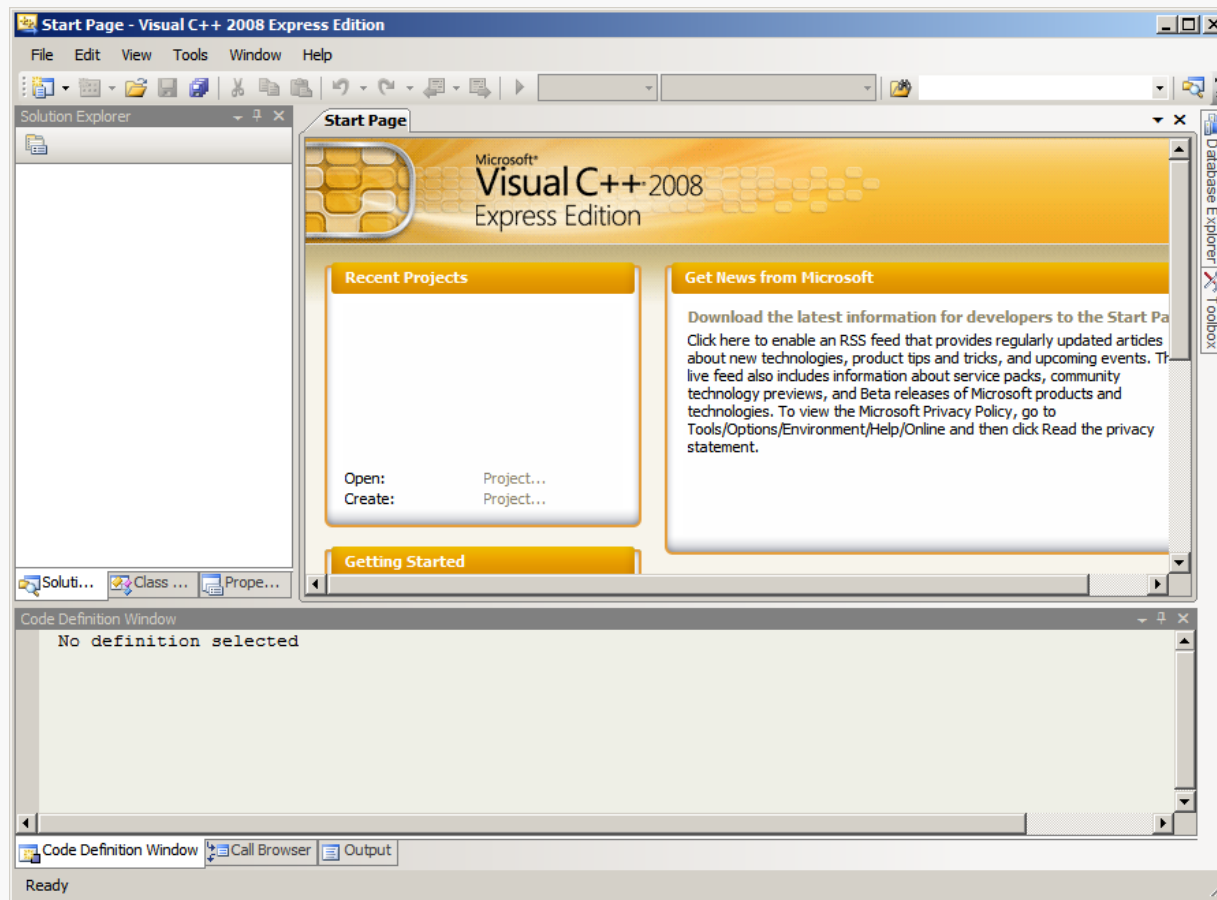 Start Page - Visual C++ 2008 Express Edition
File Edit View Tools Window Help
Solution Explorer
Start Page
Microsoft®
Visual C++ 2008
Express Edition
Recent Projects
Open: Project...
Create: Project...
Getting Started
Get News from Microsoft
Download the latest information for developers to the Start Pa
Click here to enable an RSS feed that provides regularly updated articles
about new technologies, product tips and tricks, and upcoming events. Th
live feed also includes information about service packs, community
technology previews, and Beta releases of Microsoft products and
technologies. To view the Microsoft Privacy Policy, go to
Tools/Options/Environment/Help/Online and then click Read the privacy
statement.
Database Explorer
Toolbox
Soluti... Class ... Prope...
Code Definition Window
No definition selected
Code Definition Window Call Browser Output
Ready